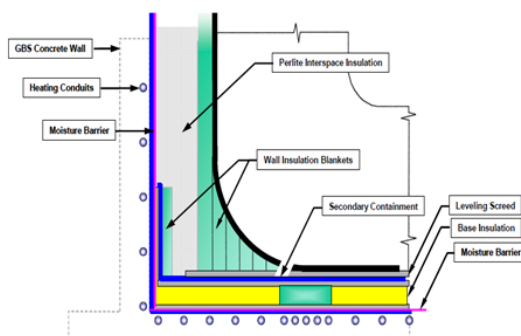 GBS Concrete Wall
Perlite Interspace Insulation
Heating Conduits
Moisture Barrier
Wall Insulation Blankets
Secondary Containment
Leveling Screed
Base Insulation
Moisture Barrier